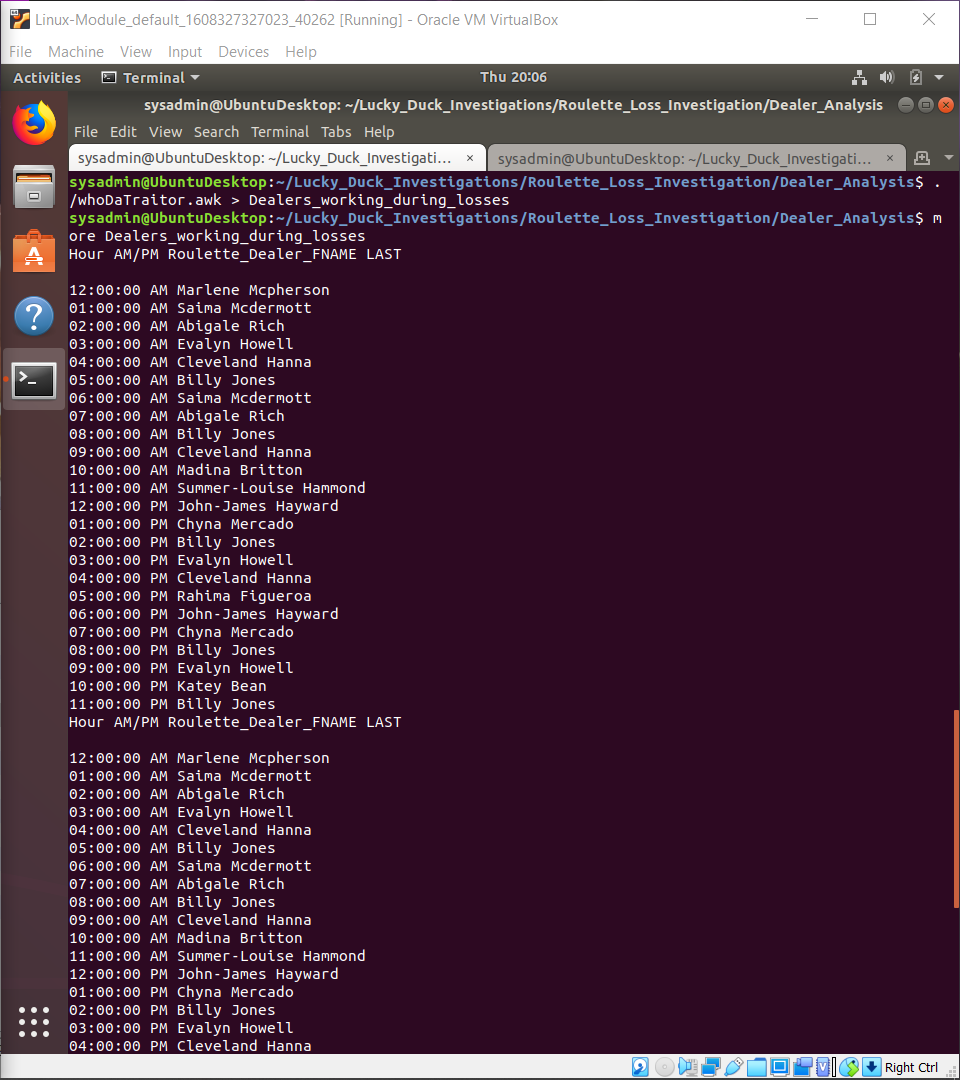 Linux-Module_default_1608327327023_40262 [Running] - Oracle VM VirtualBox
File Machine View Input Devices Help
Activities Terminal Thu 20:06
sysadmin@UbuntuDesktop: ~/Lucky_Duck_Investigations/Roulette_Loss_Investigation/Dealer_Analysis
File Edit View Search Terminal Tabs Help
sysadmin@UbuntuDesktop: ~/Lucky_Duck_Investigati... × sysadmin@UbuntuDesktop: ~/Lucky_Duck_Investigati... ×
sysadmin@UbuntuDesktop:~/Lucky_Duck_Investigations/Roulette_Loss_Investigation/Dealer_Analysis$ .
/whoDaTraitor.awk > Dealers_working_during_losses
sysadmin@UbuntuDesktop:~/Lucky_Duck_Investigations/Roulette_Loss_Investigation/Dealer_Analysis$ m
ore Dealers_working_during_losses
Hour AM/PM Roulette_Dealer_FNAME LAST
12:00:00 AM Marlene Mcpherson
01:00:00 AM Saima Mcdermott
02:00:00 AM Abigale Rich
03:00:00 AM Evalyn Howell
04:00:00 AM Cleveland Hanna
05:00:00 AM Billy Jones
06:00:00 AM Saima Mcdermott
07:00:00 AM Abigale Rich
08:00:00 AM Billy Jones
09:00:00 AM Cleveland Hanna
10:00:00 AM Madina Britton
11:00:00 AM Summer-Louise Hammond
12:00:00 PM John-James Hayward
01:00:00 PM Chyna Mercado
02:00:00 PM Billy Jones
03:00:00 PM Evalyn Howell
04:00:00 PM Cleveland Hanna
05:00:00 PM Rahima Figueroa
06:00:00 PM John-James Hayward
07:00:00 PM Chyna Mercado
08:00:00 PM Billy Jones
09:00:00 PM Evalyn Howell
10:00:00 PM Katey Bean
11:00:00 PM Billy Jones
Hour AM/PM Roulette_Dealer_FNAME LAST
12:00:00 AM Marlene Mcpherson
01:00:00 AM Saima Mcdermott
02:00:00 AM Abigale Rich
03:00:00 AM Evalyn Howell
04:00:00 AM Cleveland Hanna
05:00:00 AM Billy Jones
06:00:00 AM Saima Mcdermott
07:00:00 AM Abigale Rich
08:00:00 AM Billy Jones
09:00:00 AM Cleveland Hanna
10:00:00 AM Madina Britton
11:00:00 AM Summer-Louise Hammond
12:00:00 PM John-James Hayward
01:00:00 PM Chyna Mercado
02:00:00 PM Billy Jones
03:00:00 PM Evalyn Howell
04:00:00 PM Cleveland Hanna
Right Ctrl